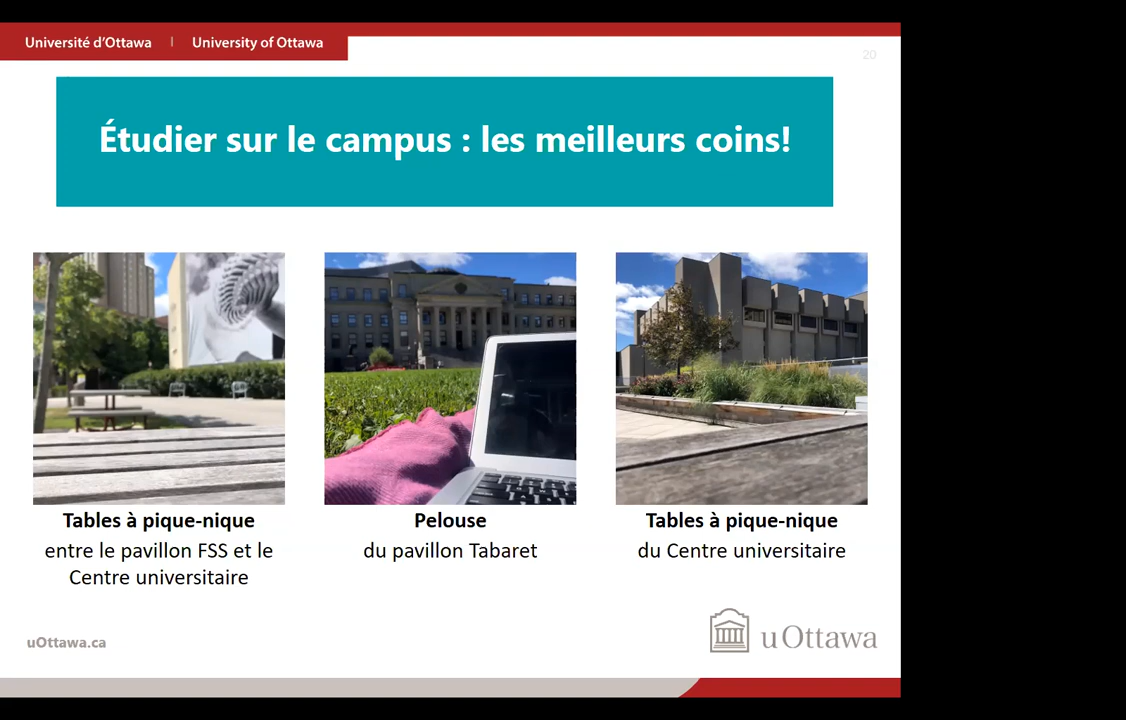 Université d'Ottawa | University of Ottawa
20
Étudier sur le campus : les meilleurs coins!
Tables à pique-nique
entre le pavillon FSS et le
Centre universitaire
Pelouse
du pavillon Tabaret
Tables à pique-nique
du Centre universitaire
uOttawa.ca
uOttawa